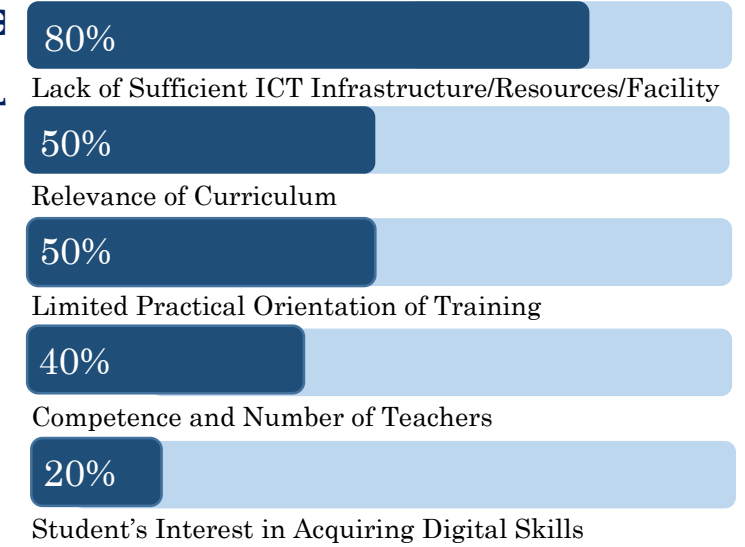 80%
Lack of Sufficient ICT Infrastructure/Resources/Facility
50%
Relevance of Curriculum
50%
Limited Practical Orientation of Training
40%
Competence and Number of Teachers
20%
Student's Interest in Acquiring Digital Skills